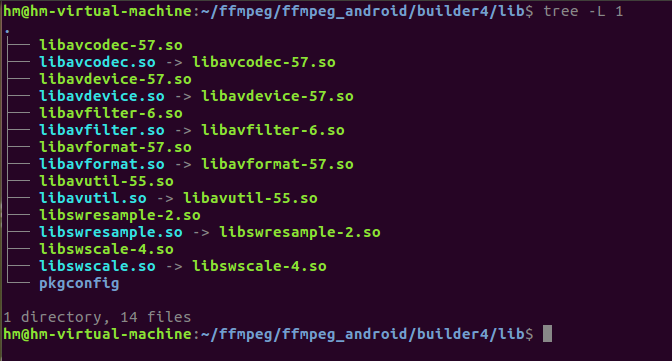 hm@hm-virtual-machine:~/ffmpeg/ffmpeg_android/builder4/lib$ tree -L 1
.
├── libavcodec-57.so
├── libavcodec.so -> libavcodec-57.so
├── libavdevice-57.so
├── libavdevice.so -> libavdevice-57.so
├── libavfilter-6.so
├── libavfilter.so -> libavfilter-6.so
├── libavformat-57.so
├── libavformat.so -> libavformat-57.so
├── libavutil-55.so
├── libavutil.so -> libavutil-55.so
├── libswresample-2.so
├── libswresample.so -> libswresample-2.so
├── libswscale-4.so
├── libswscale.so -> libswscale-4.so
└── pkgconfig
1 directory, 14 files
hm@hm-virtual-machine:~/ffmpeg/ffmpeg_android/builder4/lib$